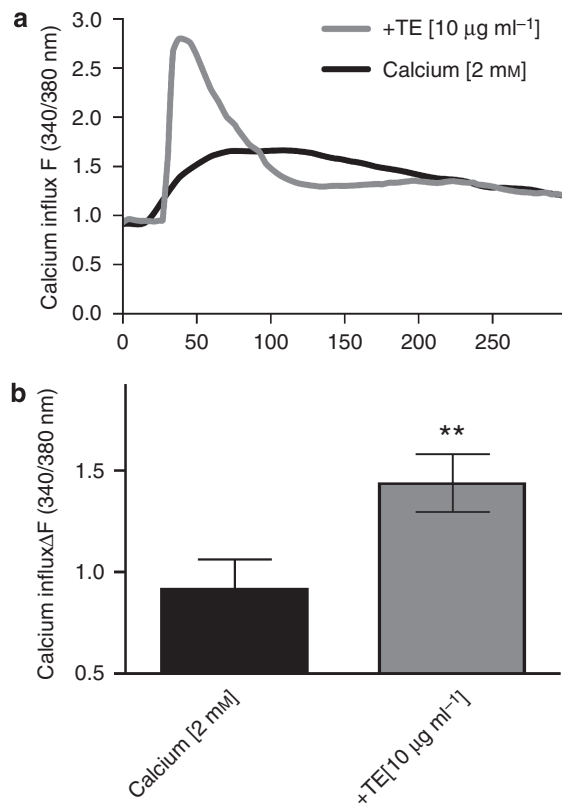 a
+TE [10 µg ml⁻¹]
Calcium [2 mM]
Calcium influx F (340/380 nm)
3.0
2.5
2.0
1.5
1.0
0.5
0.0
0 50 100 150 200 250
b
**
Calcium influxΔF (340/380 nm)
1.5
1.0
0.5
Calcium [2 mM]
+TE[10 µg ml⁻¹]